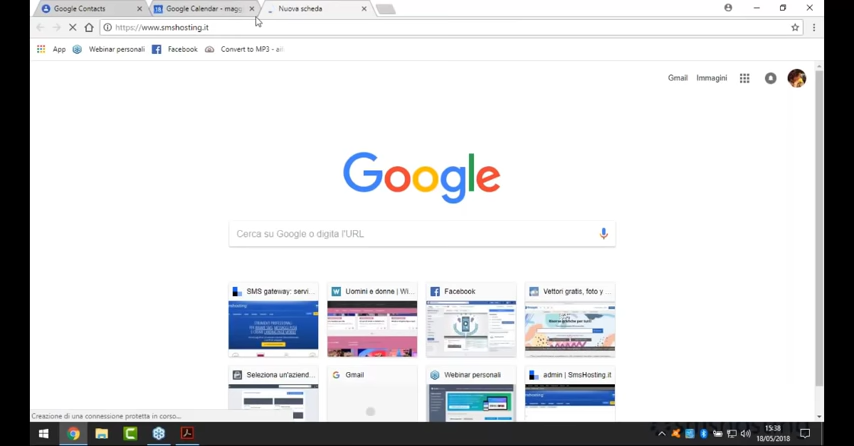 Google Contacts
Google Calendar - magg
Nuova scheda
https://www.smshosting.it
App
Webinar personali
Facebook
Convert to MP3 - a
Gmail
Immagini
Google
Cerca su Google o digita l'URL
SMS gateway: servi...
Uomini e donne | Wi...
Facebook
Vettori gratis, foto y ...
Seleziona un'aziend...
Gmail
Webinar personali
admin | SmsHosting.it
Creazione di una connessione protetta in corso...
15:38
18/05/2018